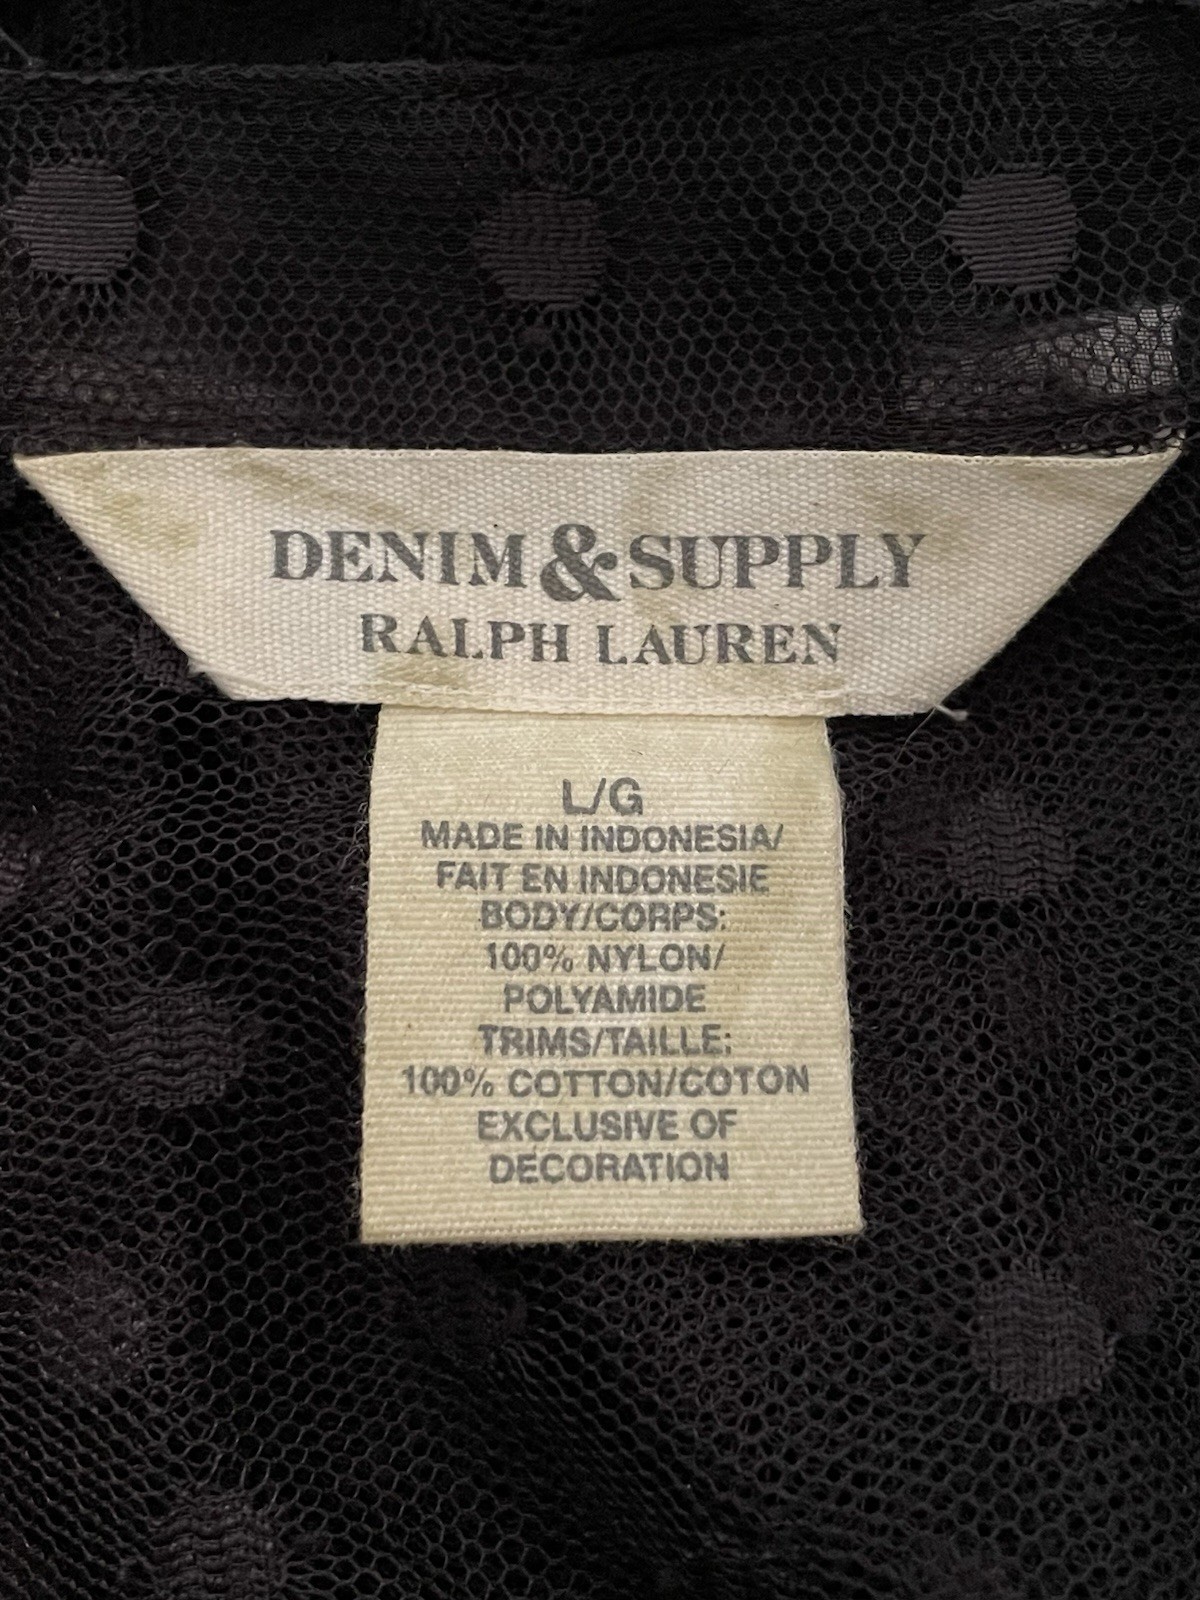 DENIM & SUPPLY
RALPH LAUREN
L/G
MADE IN INDONESIA/
FAIT EN INDONESIE
BODY/CORPS:
100% NYLON/
POLYAMIDE
TRIMS/TAILLE:
100% COTTON/COTON
EXCLUSIVE OF
DECORATION